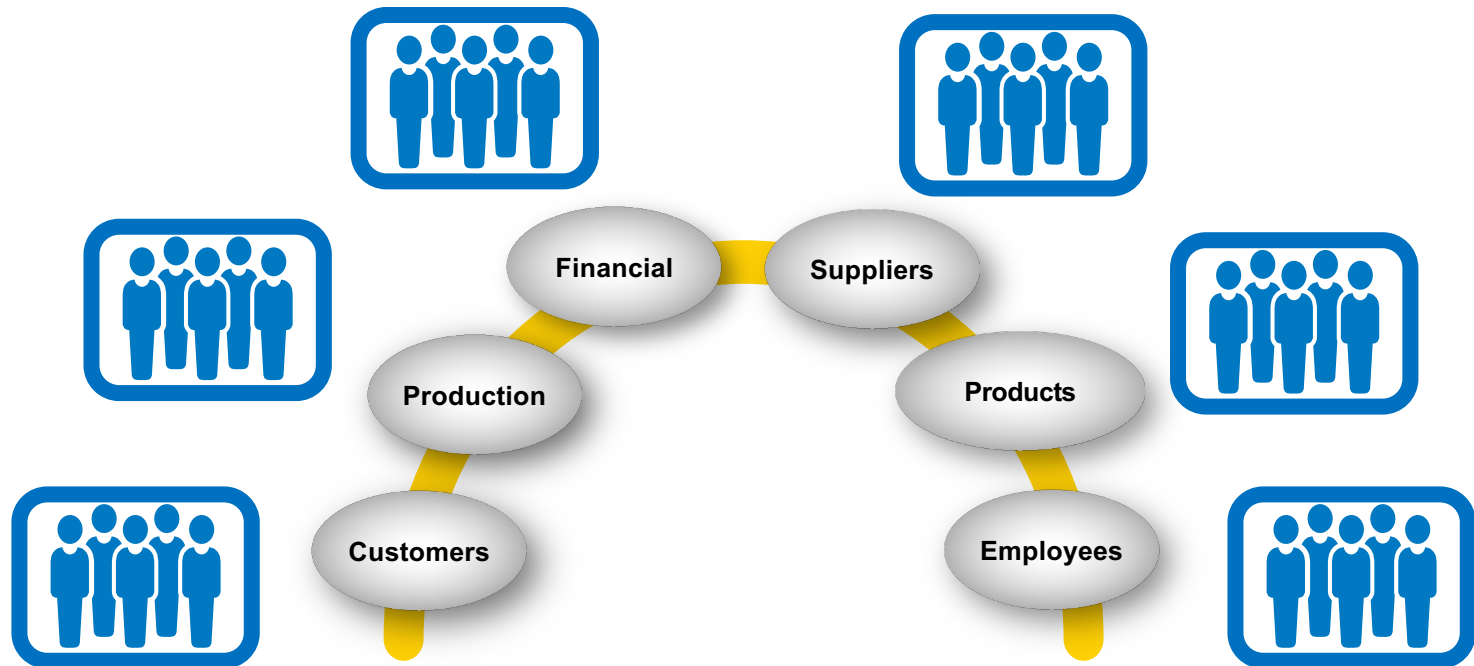 Financial
Suppliers
Production
Products
Customers
Employees